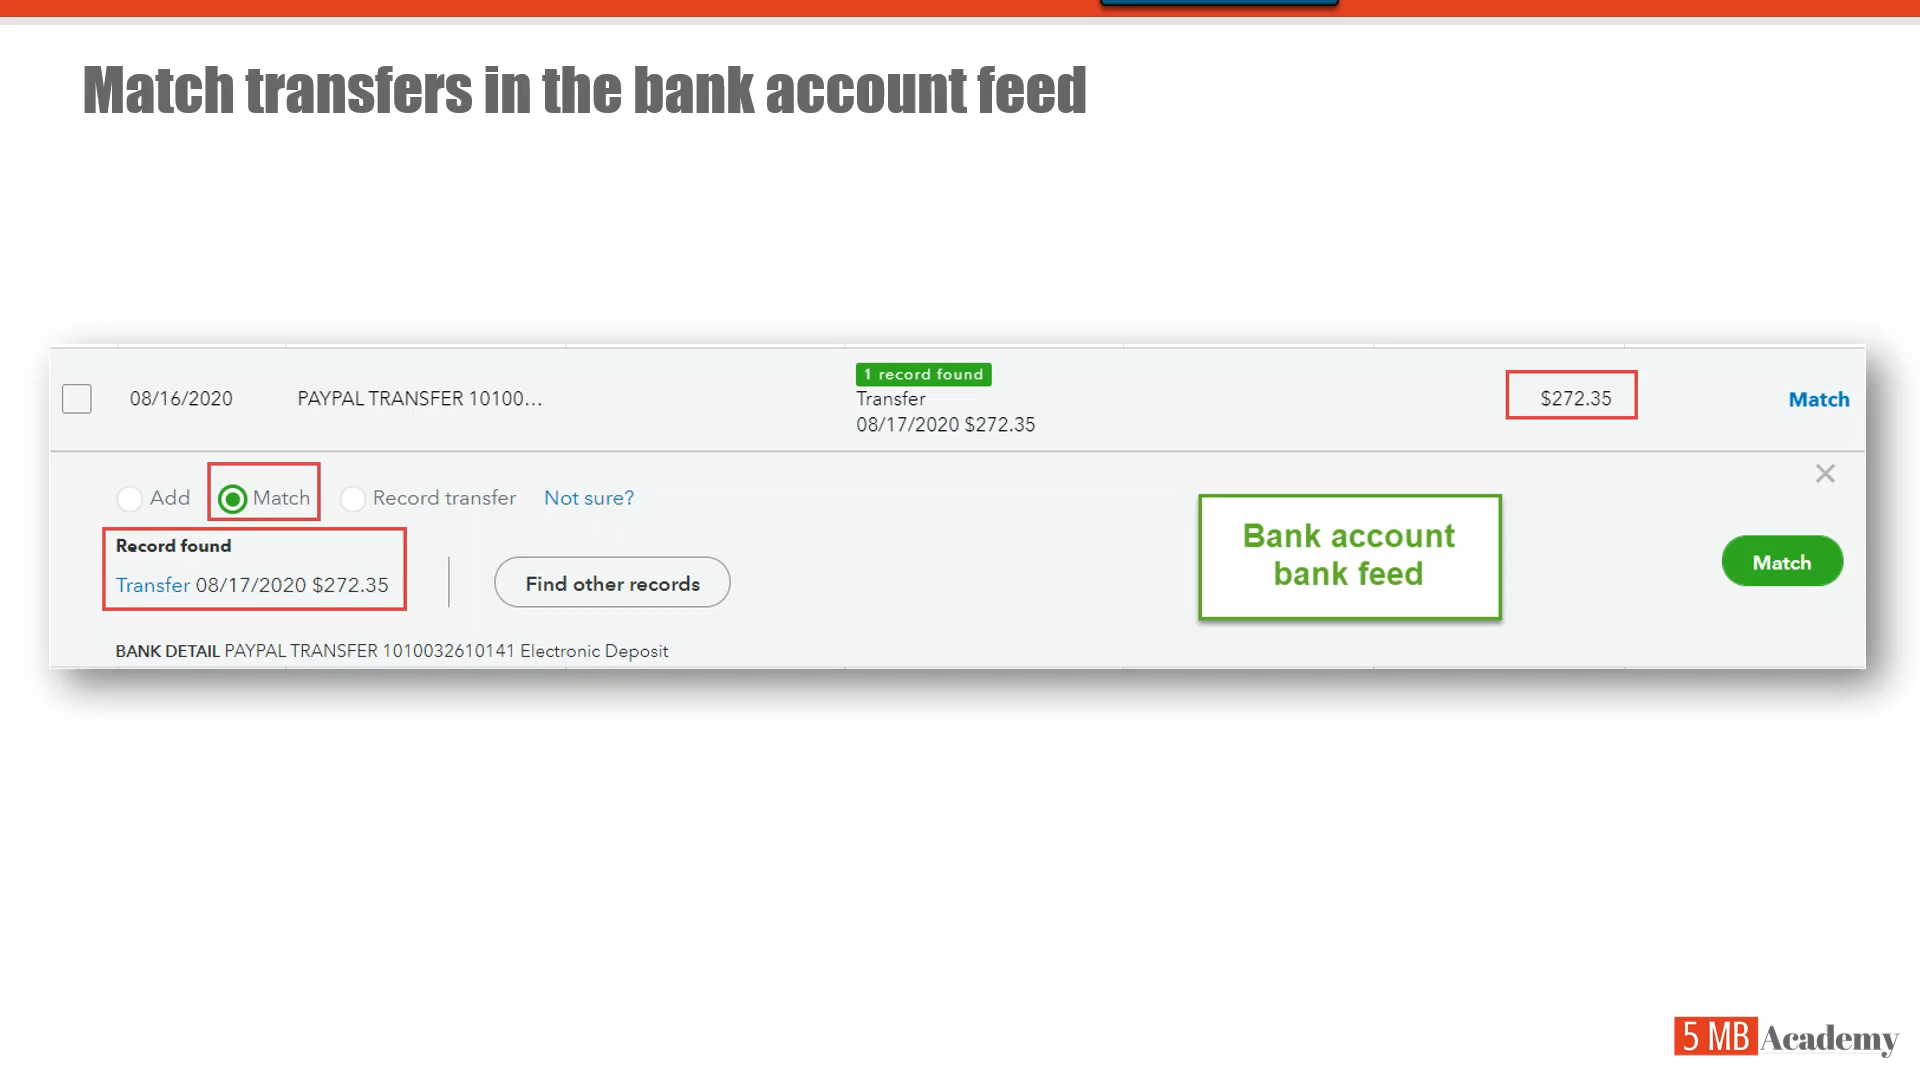 Match transfers in the bank account feed
1 record found
08/16/2020 PAYPAL TRANSFER 10100... Transfer $272.35 Match
08/17/2020 $272.35
Add Match Record transfer Not sure?
Record found
Transfer 08/17/2020 $272.35
Find other records
Bank account
bank feed
Match
BANK DETAIL PAYPAL TRANSFER 1010032610141 Electronic Deposit
5 MB Academy